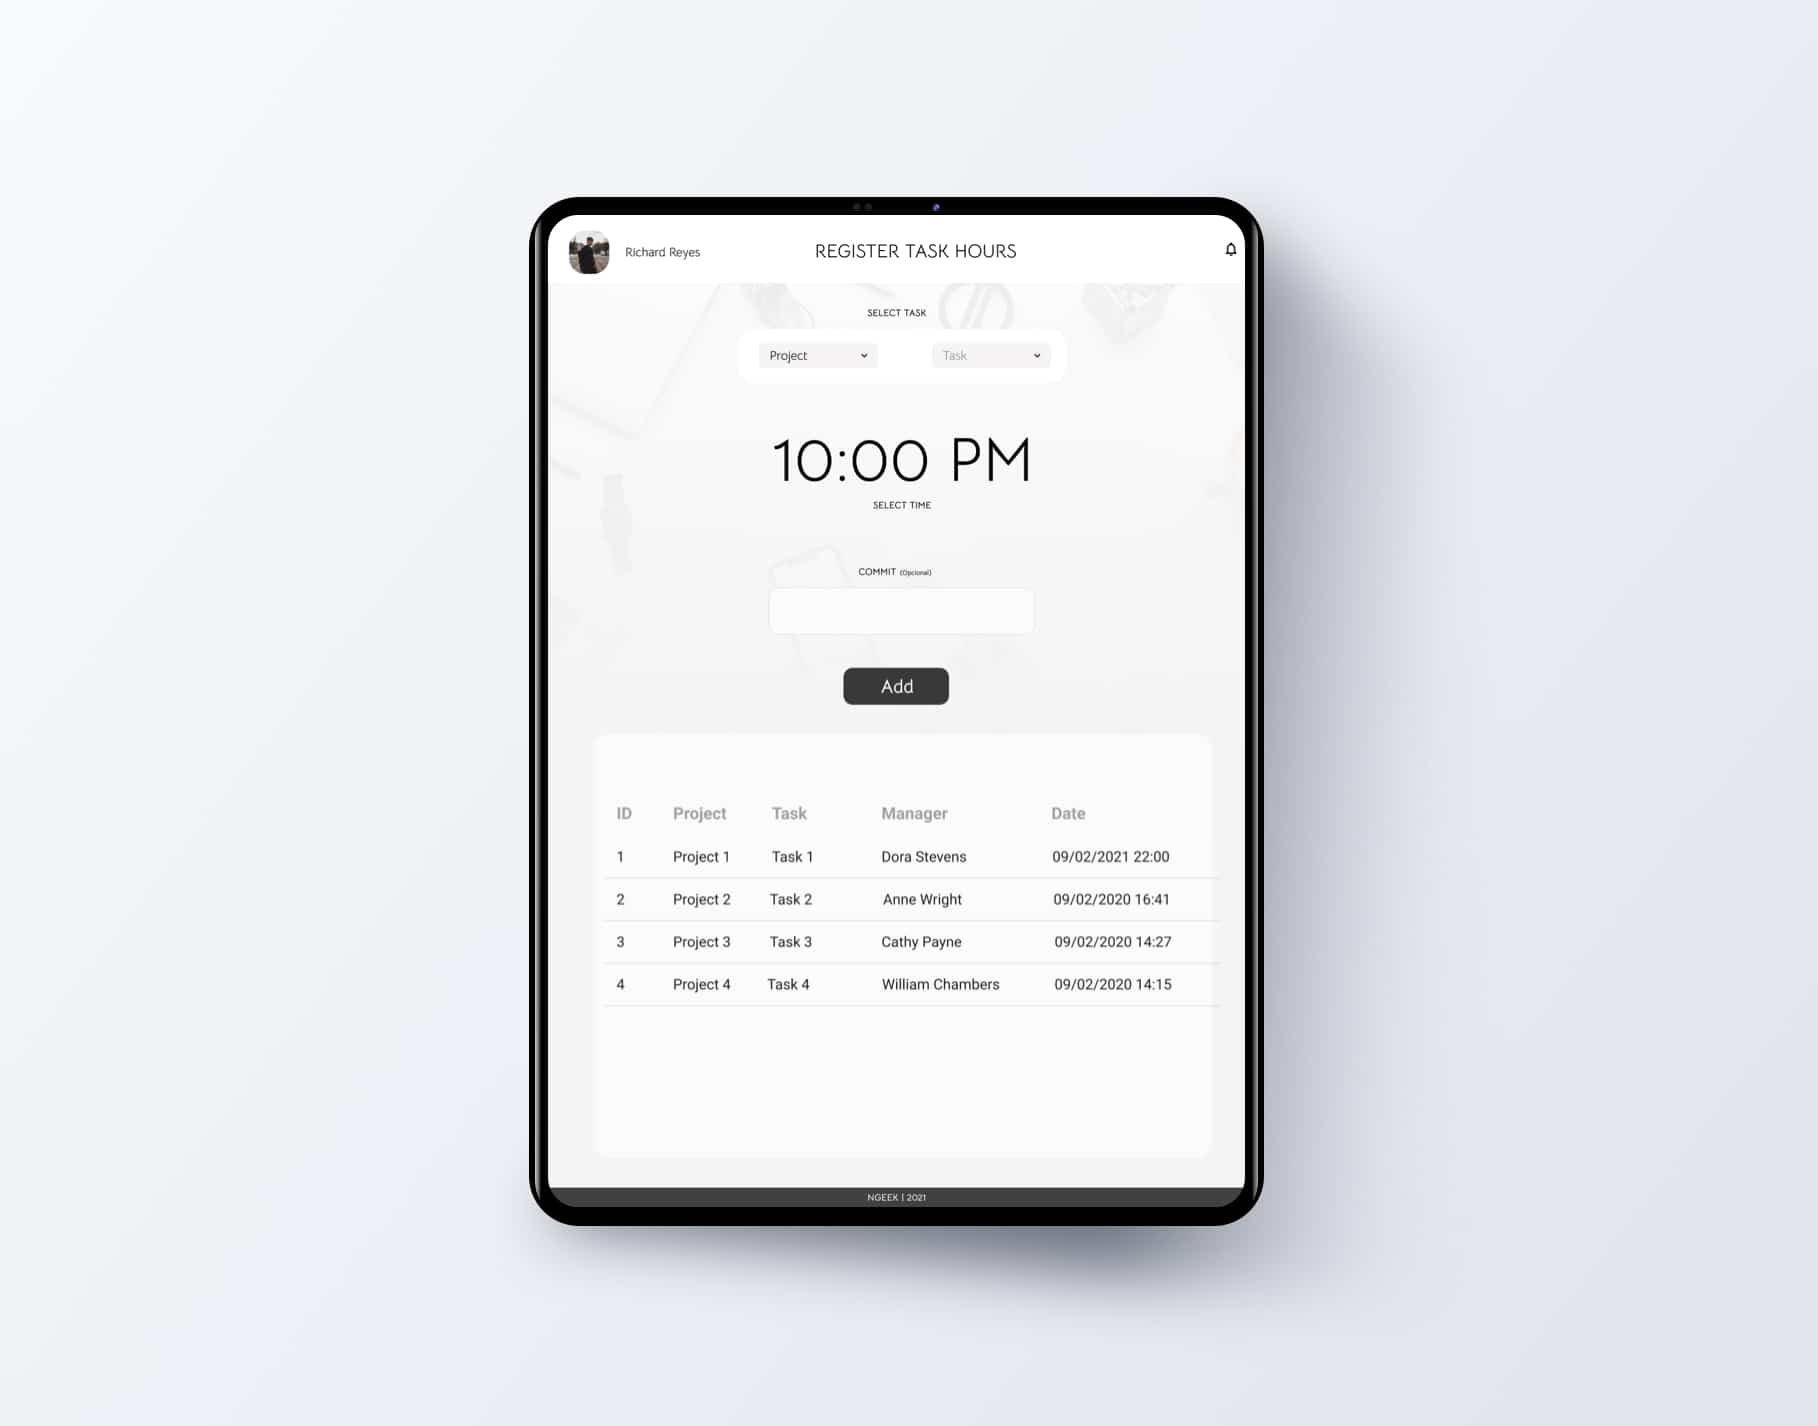 Richard Reyes
REGISTER TASK HOURS
SELECT TASK
Project
Task
10:00 PM
SELECT TIME
COMMIT (Opcional)
Add
ID Project Task Manager Date
1 Project 1 Task 1 Dora Stevens 09/02/2021 22:00
2 Project 2 Task 2 Anne Wright 09/02/2020 16:41
3 Project 3 Task 3 Cathy Payne 09/02/2020 14:27
4 Project 4 Task 4 William Chambers 09/02/2020 14:15
NGEEK | 2021